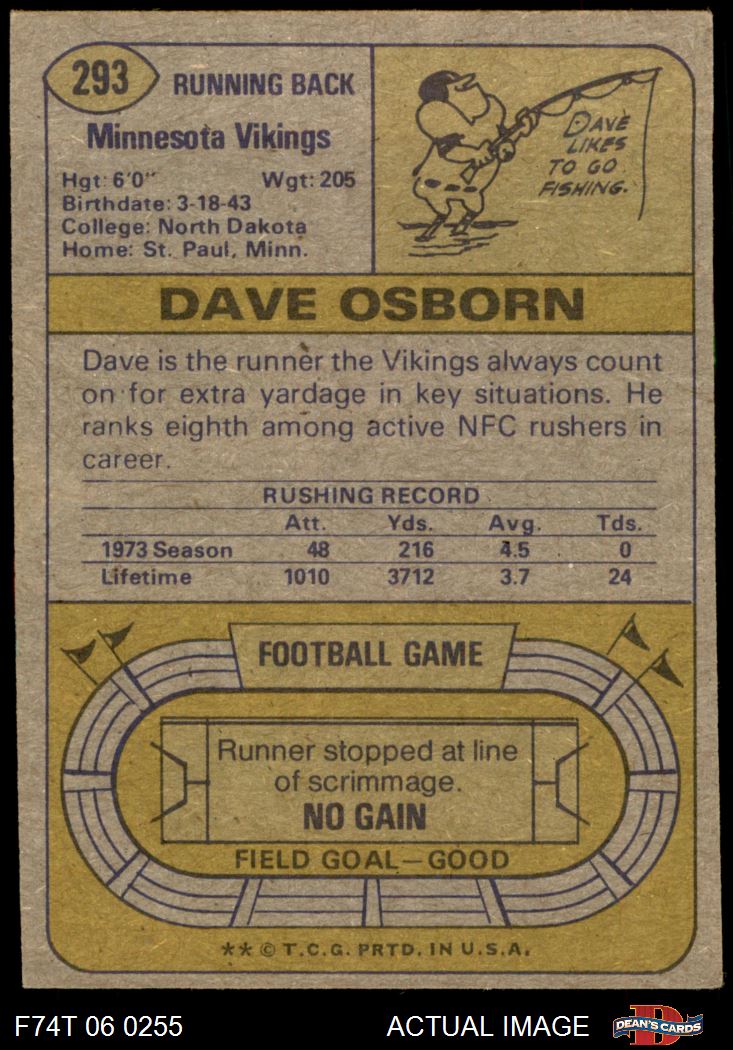 293
RUNNING BACK
Minnesota Vikings
Hgt: 6'0" Wgt: 205
Birthdate: 3-18-43
College: North Dakota
Home: St. Paul, Minn.
DAVE
LIKES
TO GO
FISHING.
DAVE OSBORN
Dave is the runner the Vikings always count
on for extra yardage in key situations. He
ranks eighth among active NFC rushers in
career.
RUSHING RECORD
Att. Yds. Avg. Tds.
1973 Season 48 216 4.5 0
Lifetime 1010 3712 3.7 24
FOOTBALL GAME
Runner stopped at line
of scrimmage.
NO GAIN
FIELD GOAL—GOOD
** © T.C.G. PRTD. IN U.S.A.
F74T 06 0255 ACTUAL IMAGE D DEAN'S CARDS